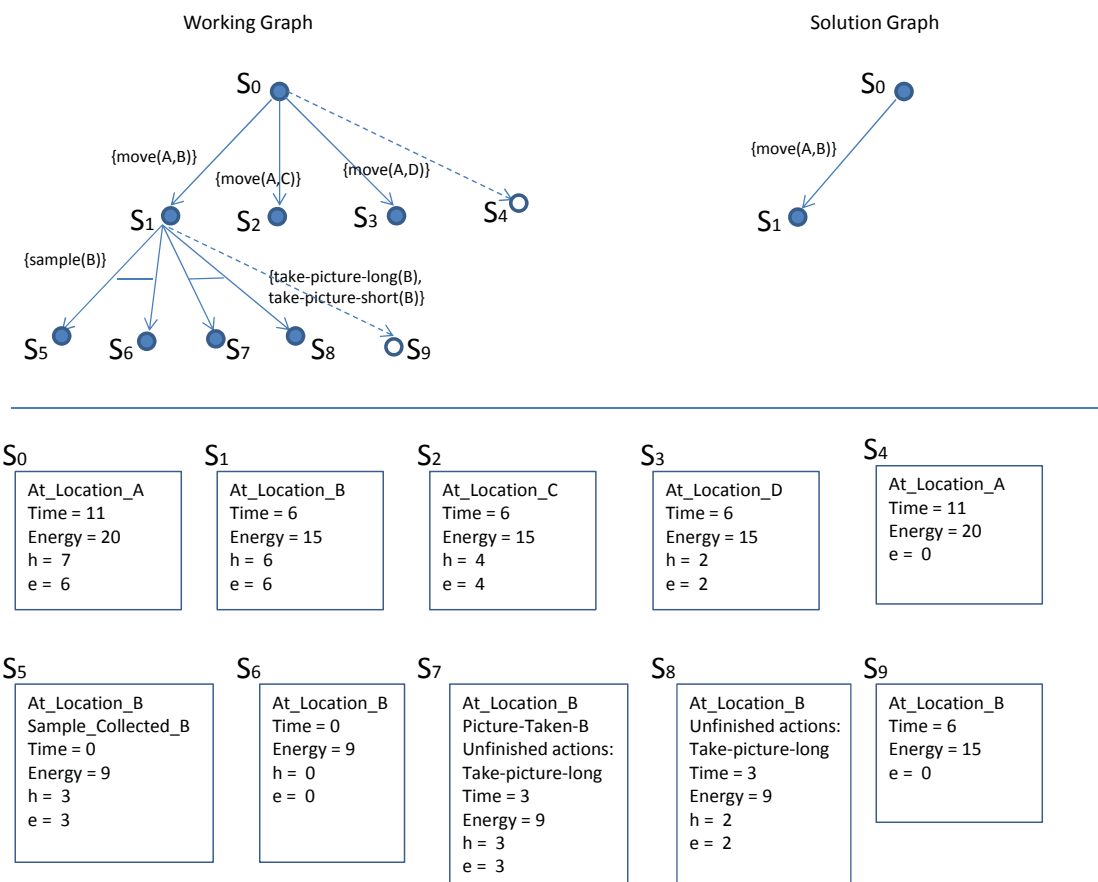 Working Graph
Solution Graph
S0
S0
{move(A,B)}
{move(A,C)}
{move(A,D)}
{move(A,B)}
S1
S2
S3
S4
S1
{sample(B)}
{take-picture-long(B),
take-picture-short(B)}
S5
S6
S7
S8
S9
S0
At_Location_A
Time = 11
Energy = 20
h = 7
e = 6
S1
At_Location_B
Time = 6
Energy = 15
h = 6
e = 6
S2
At_Location_C
Time = 6
Energy = 15
h = 4
e = 4
S3
At_Location_D
Time = 6
Energy = 15
h = 2
e = 2
S4
At_Location_A
Time = 11
Energy = 20
e = 0
S5
At_Location_B
Sample_Collected_B
Time = 0
Energy = 9
h = 3
e = 3
S6
At_Location_B
Time = 0
Energy = 9
h = 0
e = 0
S7
At_Location_B
Picture-Taken-B
Unfinished actions:
Take-picture-long
Time = 3
Energy = 9
h = 3
e = 3
S8
At_Location_B
Unfinished actions:
Take-picture-long
Time = 3
Energy = 9
h = 2
e = 2
S9
At_Location_B
Time = 6
Energy = 15
e = 0